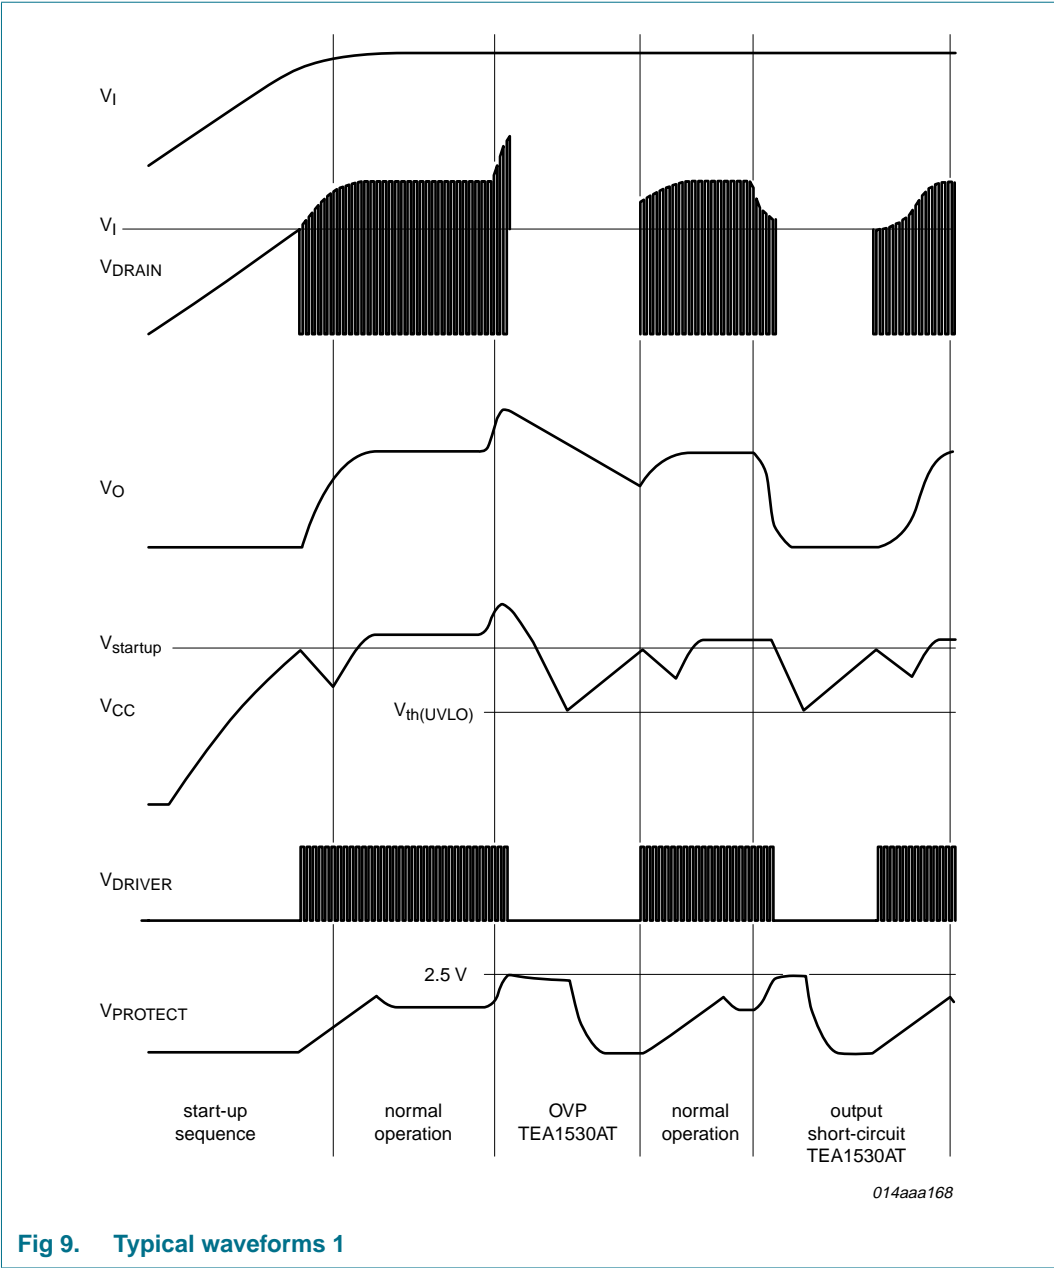 VI
VI
VDRAIN
VO
Vstartup
VCC
Vth(UVLO)
VDRIVER
2.5 V
VPROTECT
start-up
sequence
normal
operation
OVP
TEA1530AT
normal
operation
output
short-circuit
TEA1530AT
014aaa168
Fig 9. Typical waveforms 1